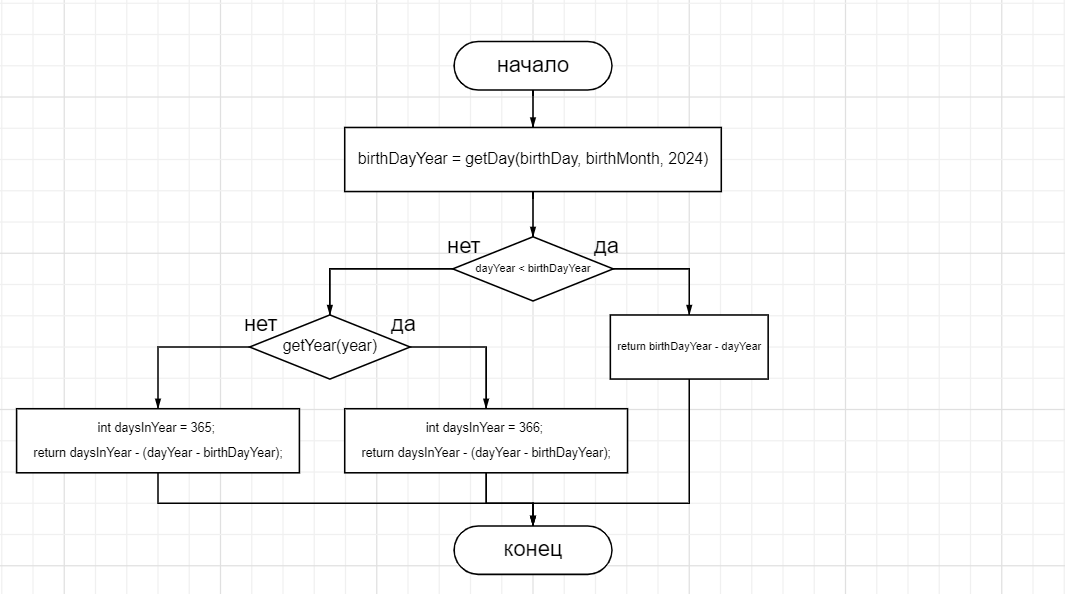 начало
birthDayYear = getDay(birthDay, birthMonth, 2024)
нет
да
dayYear < birthDayYear
нет
да
getYear(year)
return birthDayYear - dayYear
int daysInYear = 365;
return daysInYear - (dayYear - birthDayYear);
int daysInYear = 366;
return daysInYear - (dayYear - birthDayYear);
конец